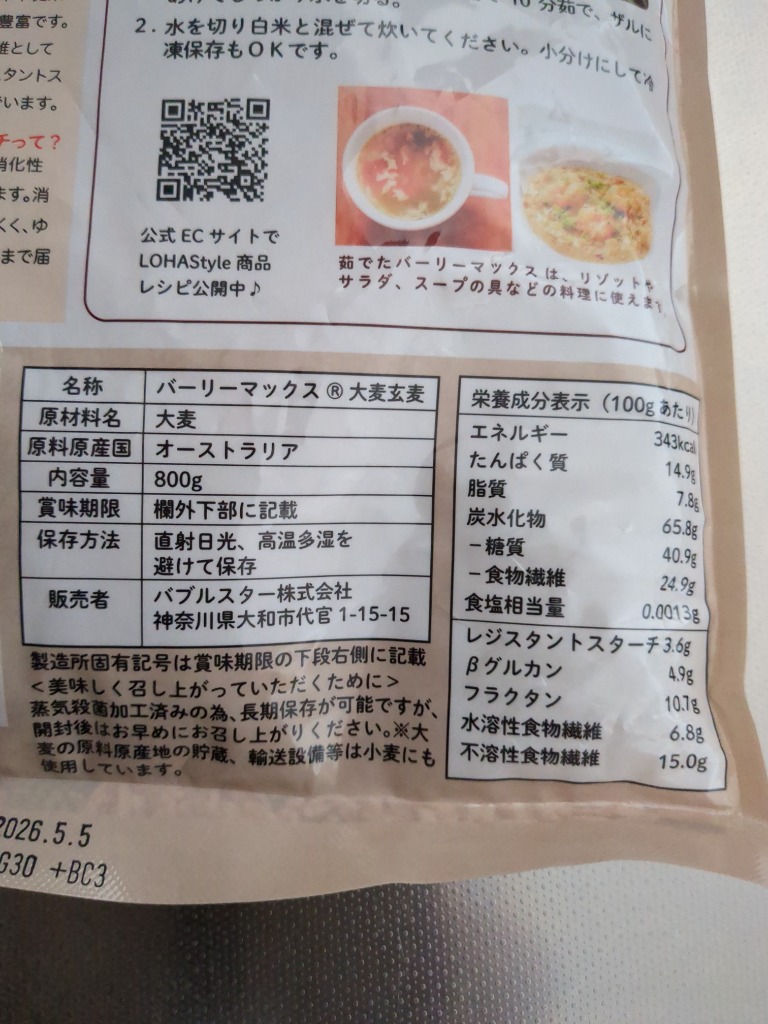 豊富です。
維として
タントス
います。
チって？
消化性
ます。消
くく、ゆ
まで届
10分茹で、ザルに
2. 水を切り白米と混ぜて炊いてください。小分けにして冷
凍保存もOKです。
公式ECサイトで
LOHAStyle 商品
レシピ公開中♪
茹でたバーリーマックスは、リゾットや
サラダ、スープの具などの料理に使えます
名称 バーリーマックス®大麦玄麦
原材料名 大麦
原料原産国 オーストラリア
内容量 800g
賞味期限 欄外下部に記載
保存方法 直射日光、高温多湿を
避けて保存
販売者 バブルスター株式会社
神奈川県大和市代官1-15-15
製造所固有記号は賞味期限の下段右側に記載
＜美味しく召し上がっていただくために＞
蒸気殺菌加工済みの為、長期保存が可能ですが、
開封後はお早めにお召し上がりください。※大
麦の原料原産地の貯蔵、輸送設備等は小麦にも
使用しています。
栄養成分表示（100gあたり）
エネルギー 343kcal
たんぱく質 14.9g
脂質 7.8g
炭水化物 65.8g
－糖質 40.9g
－食物繊維 24.9g
食塩相当量 0.0013g
レジスタントスターチ 3.6g
βグルカン 4.9g
フラクタン 10.7g
水溶性食物繊維 6.8g
不溶性食物繊維 15.0g
2026.5.5
G30 +BC3